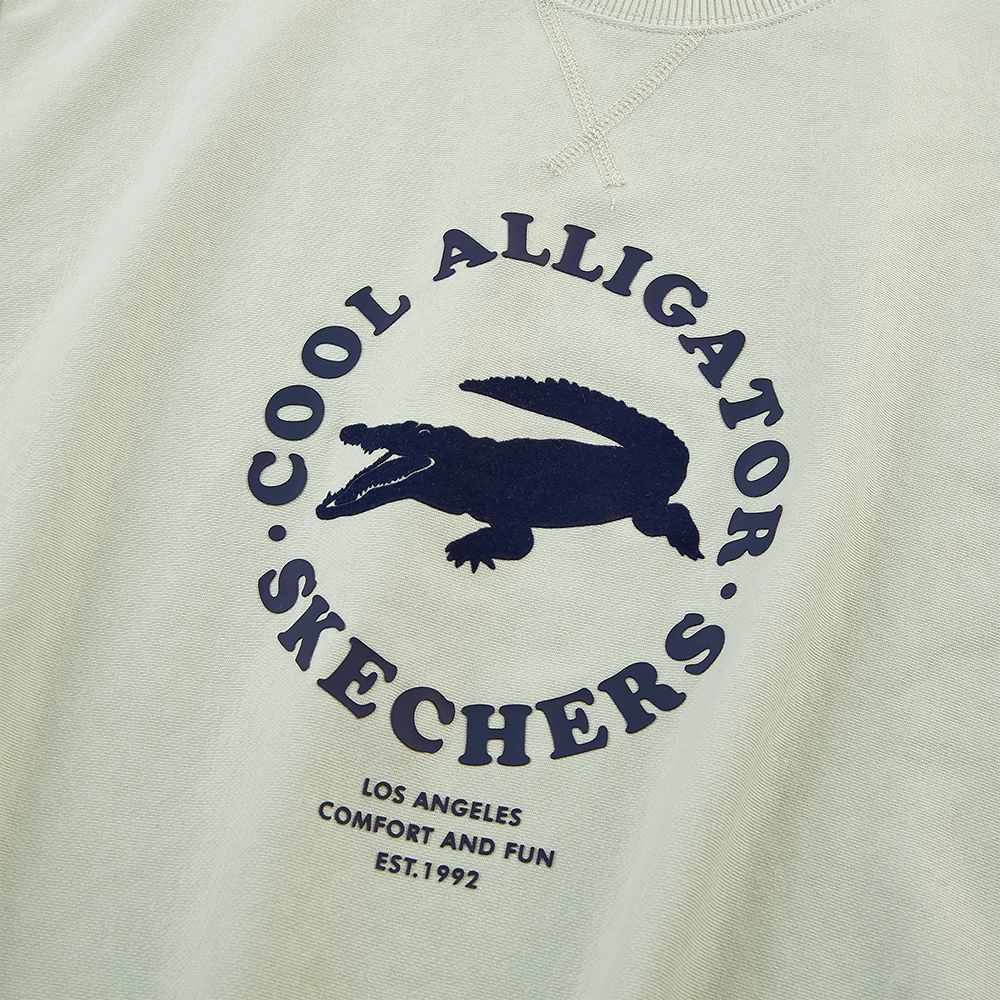 COOL ALLIGATOR
· SKECHERS ·
LOS ANGELES
COMFORT AND FUN
EST.1992